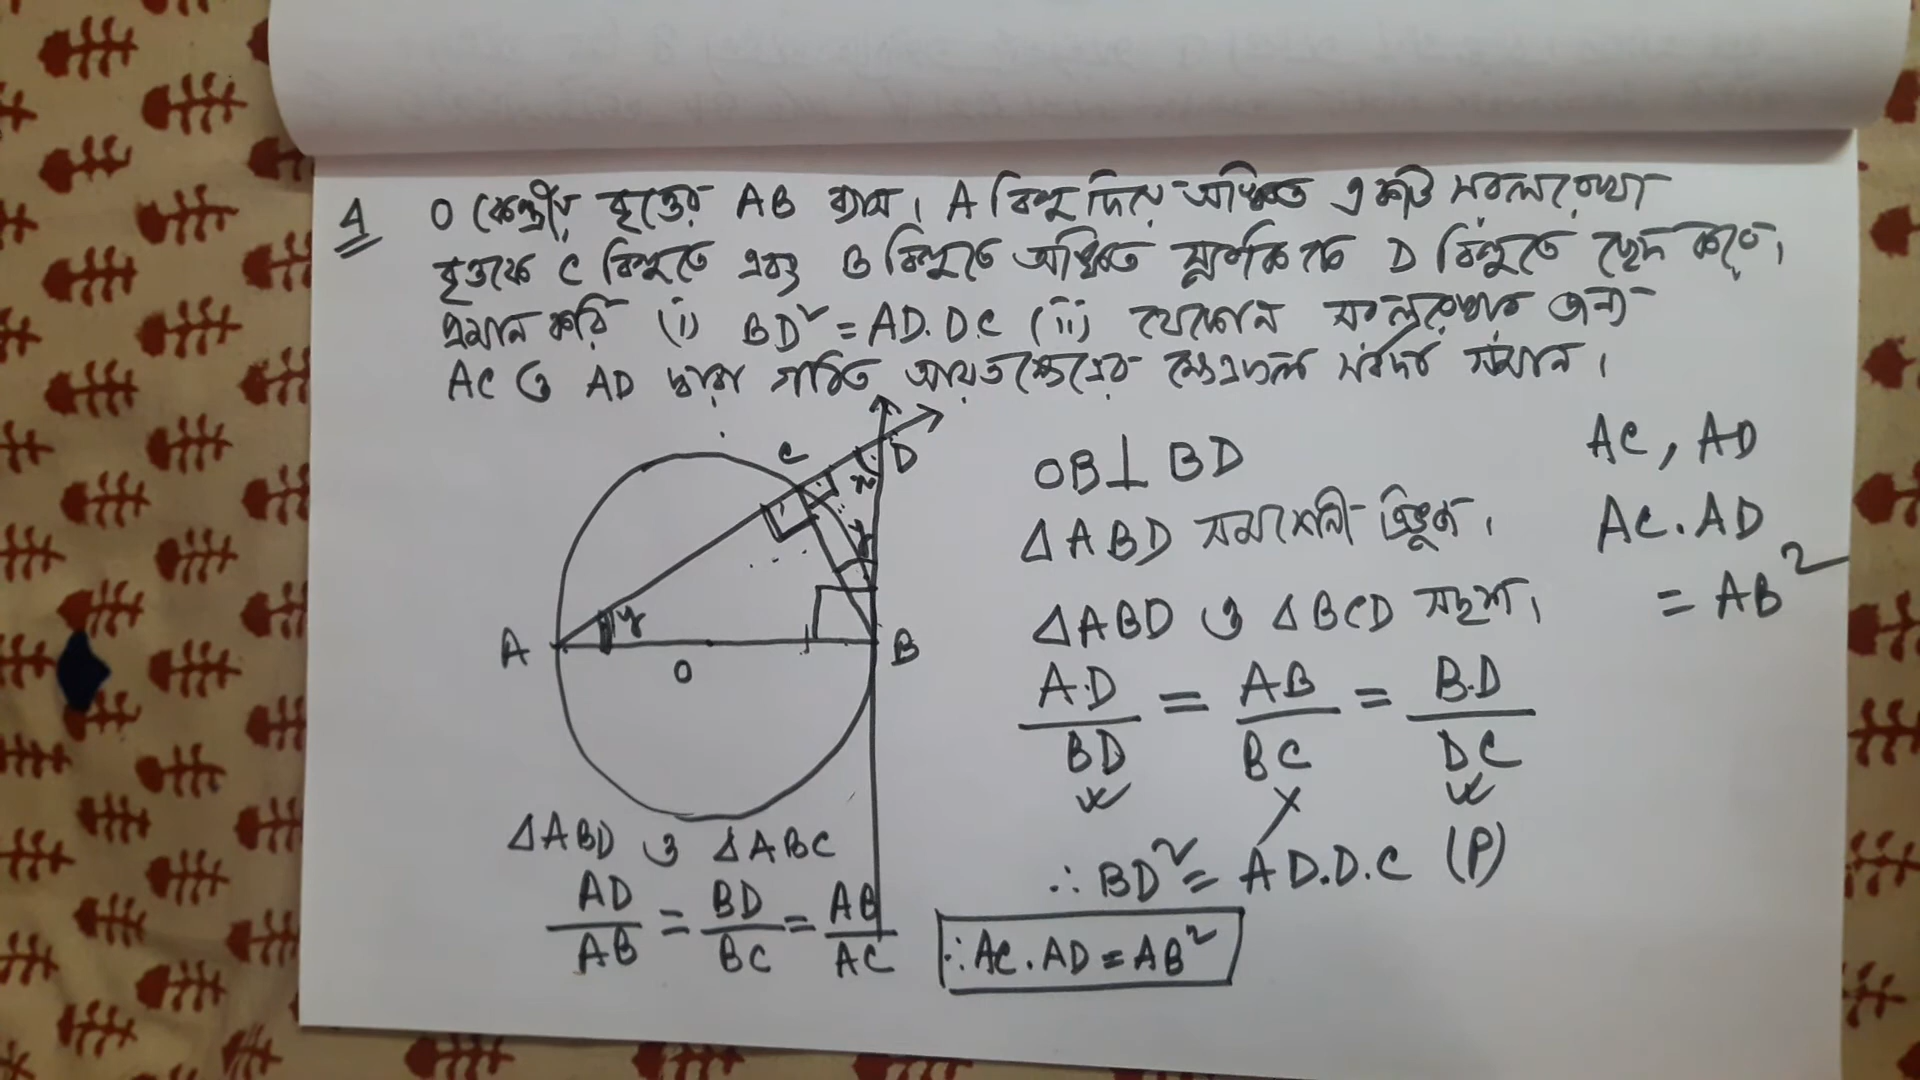 4 O কেন্দ্রীয় বৃত্তের AB ব্যাস। A বিন্দু দিয়ে অঙ্কিত একটি সরলরেখা
বৃত্তকে C বিন্দুতে এবং B বিন্দুতে অঙ্কিত স্পর্শককে D বিন্দুতে ছেদ করে।
প্রমাণ করি (i) BD² = AD.DC (ii) যেকোন সরলরেখার জন্য
AC ও AD দ্বারা গঠিত আয়তক্ষেত্রের ক্ষেত্রফল সর্বদা সমান।
C
D
x
y
y
A
O
B
OB⊥ BD
ΔABD সমকোণী ত্রিভুজ।
ΔABD ও ΔBCD সদৃশ।
AD/BD = AB/BC = BD/DC
∴ BD² = AD.D.C (P)
AC, AD
AC.AD
= AB²
ΔABD ও ΔABC
AD/AB = BD/BC = AB/AC
∴ AC.AD = AB²